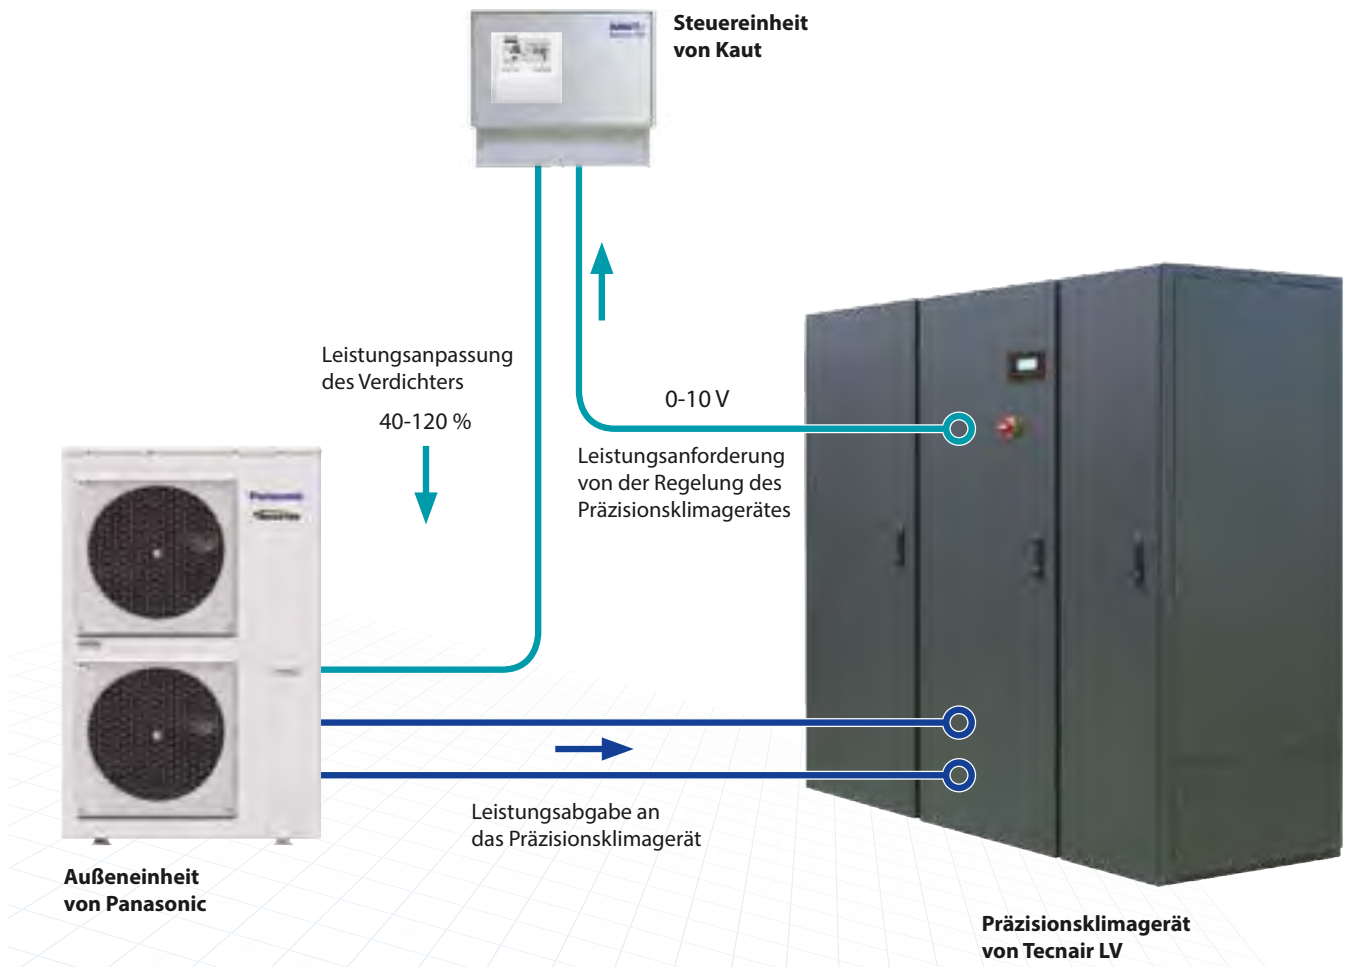 Steuereinheit
von Kaut
Leistungsanpassung
des Verdichters
40-120 %
0-10 V
Leistungsanforderung
von der Regelung des
Präzisionsklimagerätes
Panasonic
Leistungsabgabe an
das Präzisionsklimagerät
Außeneinheit
von Panasonic
Präzisionsklimagerät
von Tecnair LV